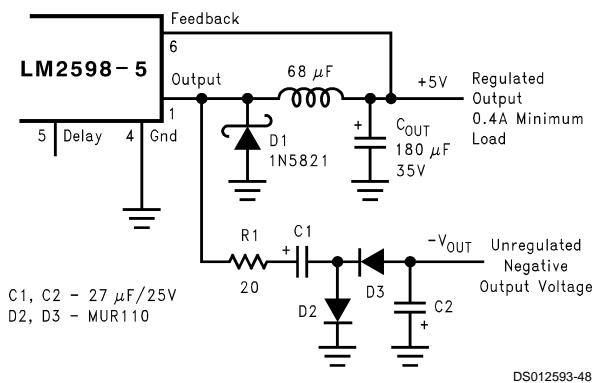 Feedback
6
LM2598-5
Output
68 μF
+5V
Regulated
Output
0.4A Minimum
Load
1
5
Delay
4
Gnd
D1
1N5821
+
COUT
180 μF
35V
R1
+
C1
20
-VOUT
Unregulated
Negative
Output Voltage
C1, C2 - 27 μF/25V
D2, D3 - MUR110
D2
D3
C2
+
DS012593-48